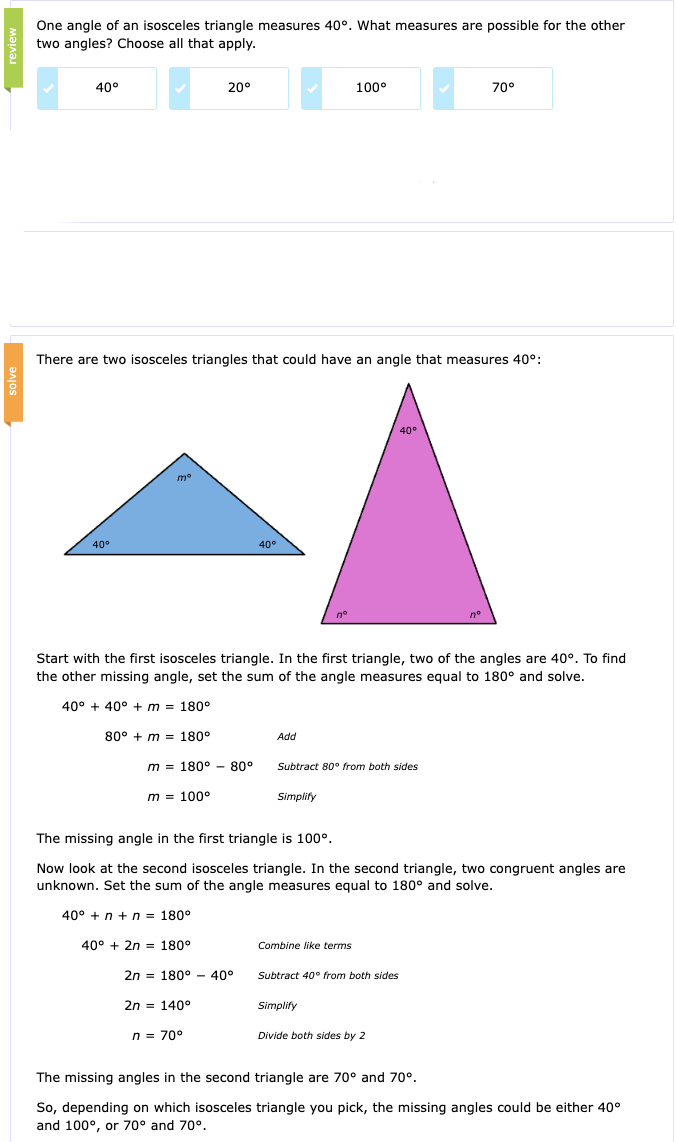 review
One angle of an isosceles triangle measures 40°. What measures are possible for the other
two angles? Choose all that apply.
40° 20° 100° 70°
solve
There are two isosceles triangles that could have an angle that measures 40°:
m°
40° 40°
40°
n° n°
Start with the first isosceles triangle. In the first triangle, two of the angles are 40°. To find
the other missing angle, set the sum of the angle measures equal to 180° and solve.
40° + 40° + m = 180°
80° + m = 180° Add
m = 180° − 80° Subtract 80° from both sides
m = 100° Simplify
The missing angle in the first triangle is 100°.
Now look at the second isosceles triangle. In the second triangle, two congruent angles are
unknown. Set the sum of the angle measures equal to 180° and solve.
40° + n + n = 180°
40° + 2n = 180° Combine like terms
2n = 180° − 40° Subtract 40° from both sides
2n = 140° Simplify
n = 70° Divide both sides by 2
The missing angles in the second triangle are 70° and 70°.
So, depending on which isosceles triangle you pick, the missing angles could be either 40°
and 100°, or 70° and 70°.